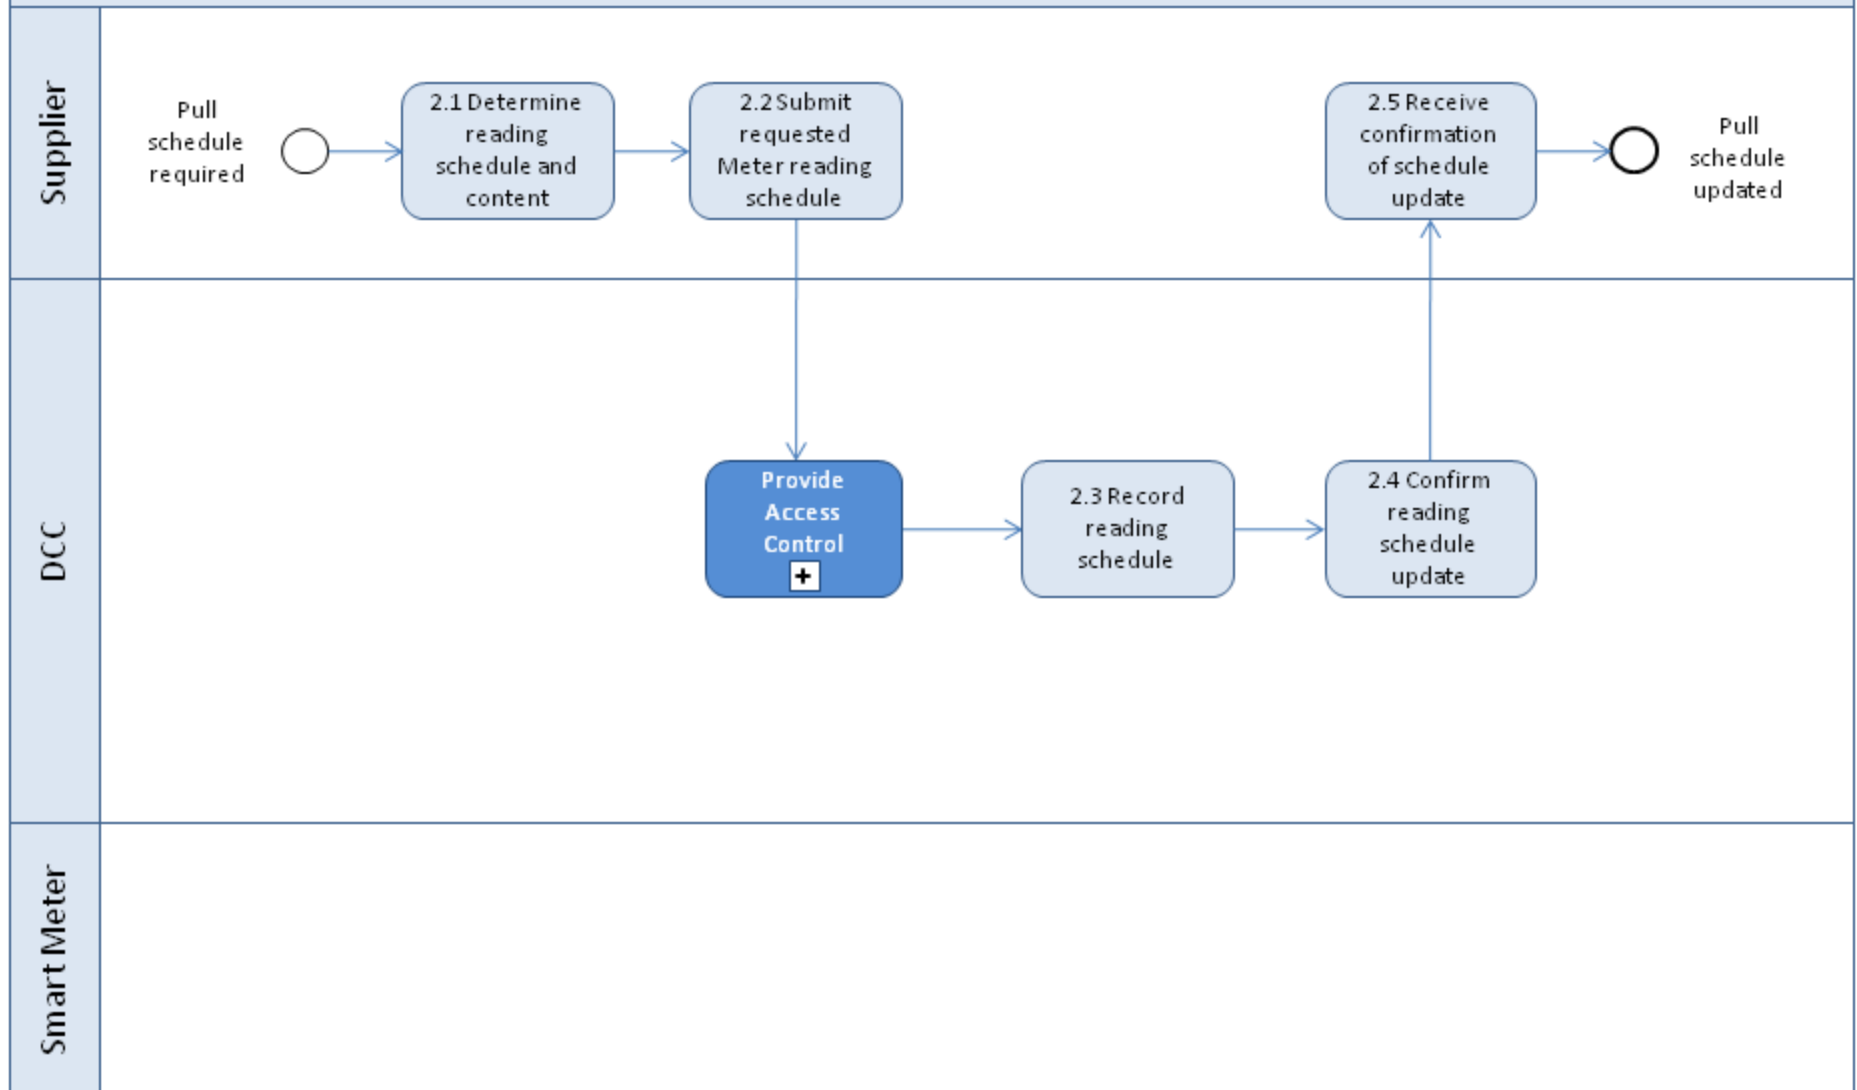 Supplier
Pull
schedule
required
2.1 Determine
reading
schedule and
content
2.2 Submit
requested
Meter reading
schedule
2.5 Receive
confirmation
of schedule
update
Pull
schedule
updated
DCC
Provide
Access
Control
+
2.3 Record
reading
schedule
2.4 Confirm
reading
schedule
update
Smart Meter